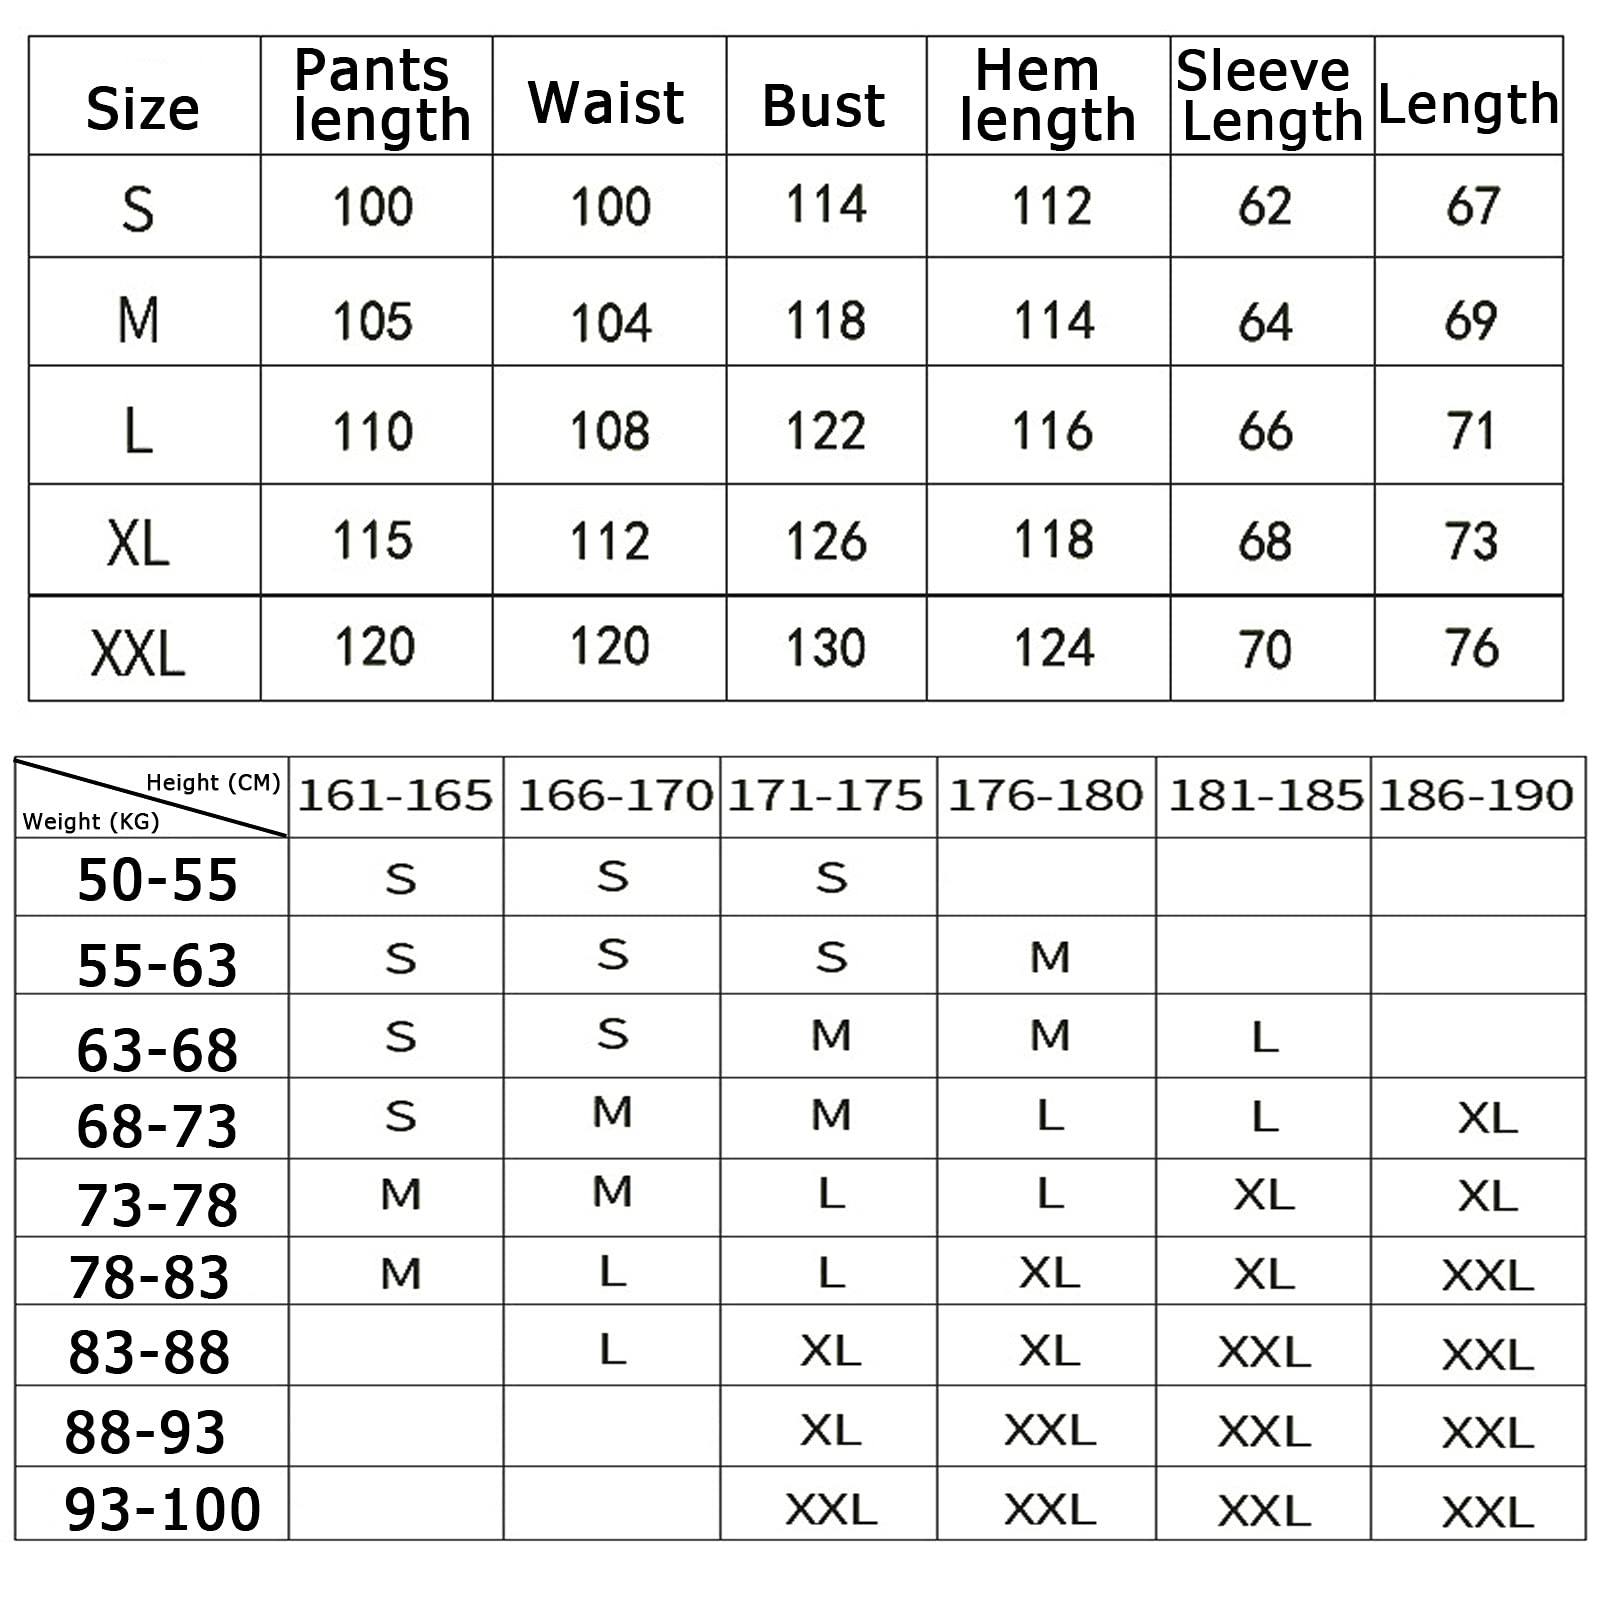 Size Pants length Waist Bust Hem length Sleeve Length Length
S 100 100 114 112 62 67
M 105 104 118 114 64 69
L 110 108 122 116 66 71
XL 115 112 126 118 68 73
XXL 120 120 130 124 70 76
Height (CM) 161-165 166-170 171-175 176-180 181-185 186-190
Weight (KG)
50-55 S S S
55-63 S S S M
63-68 S S M M L
68-73 S M M L L XL
73-78 M M L L XL XL
78-83 M L L XL XL XXL
83-88 L XL XL XXL XXL
88-93 XL XXL XXL XXL
93-100 XXL XXL XXL XXL